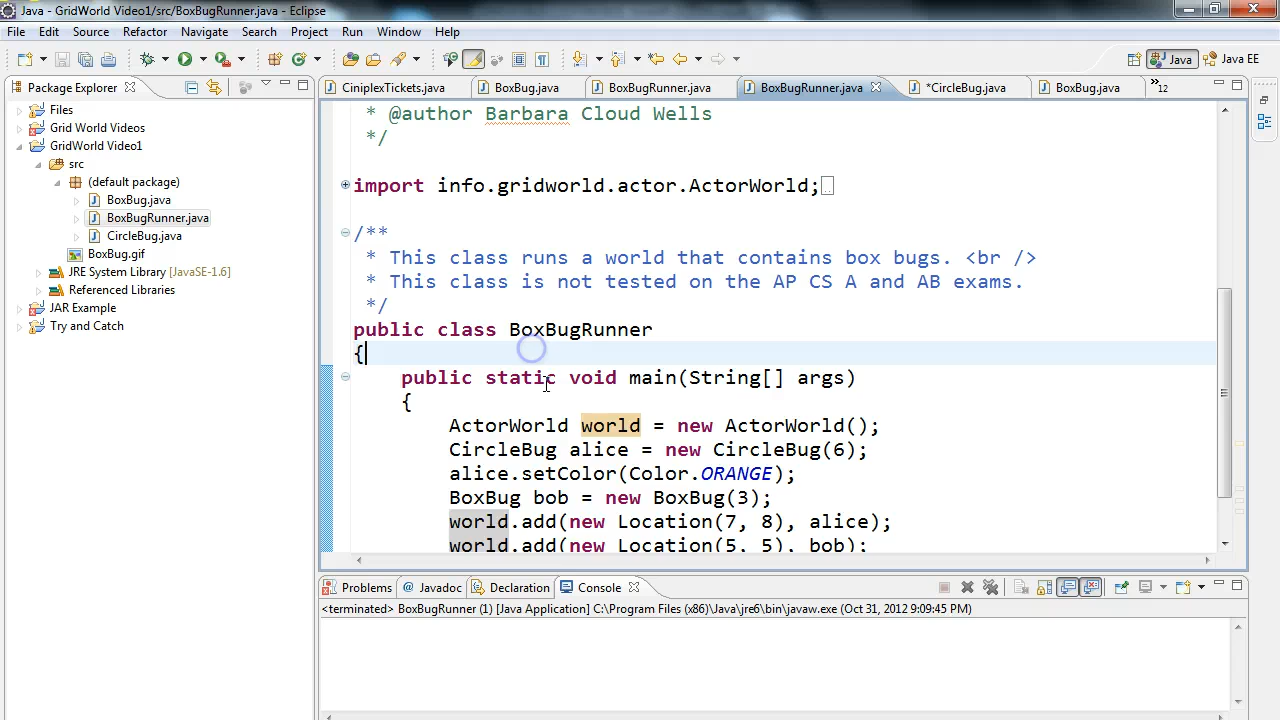 Java - GridWorld Video1/src/BoxBugRunner.java - Eclipse
File Edit Source Refactor Navigate Search Project Run Window Help
Java Java EE
Package Explorer
CiniplexTickets.java BoxBug.java BoxBugRunner.java BoxBugRunner.java *CircleBug.java BoxBug.java »12
Files
Grid World Videos
GridWorld Video1
src
(default package)
BoxBug.java
BoxBugRunner.java
CircleBug.java
BoxBug.gif
JRE System Library [JavaSE-1.6]
Referenced Libraries
JAR Example
Try and Catch
* @author Barbara Cloud Wells
*/
import info.gridworld.actor.ActorWorld;
/**
* This class runs a world that contains box bugs. <br />
* This class is not tested on the AP CS A and AB exams.
*/
public class BoxBugRunner
{
public static void main(String[] args)
{
ActorWorld world = new ActorWorld();
CircleBug alice = new CircleBug(6);
alice.setColor(Color.ORANGE);
BoxBug bob = new BoxBug(3);
world.add(new Location(7, 8), alice);
world.add(new Location(5, 5), bob);
Problems @ Javadoc Declaration Console
<terminated> BoxBugRunner (1) [Java Application] C:\Program Files (x86)\Java\jre6\bin\javaw.exe (Oct 31, 2012 9:09:45 PM)